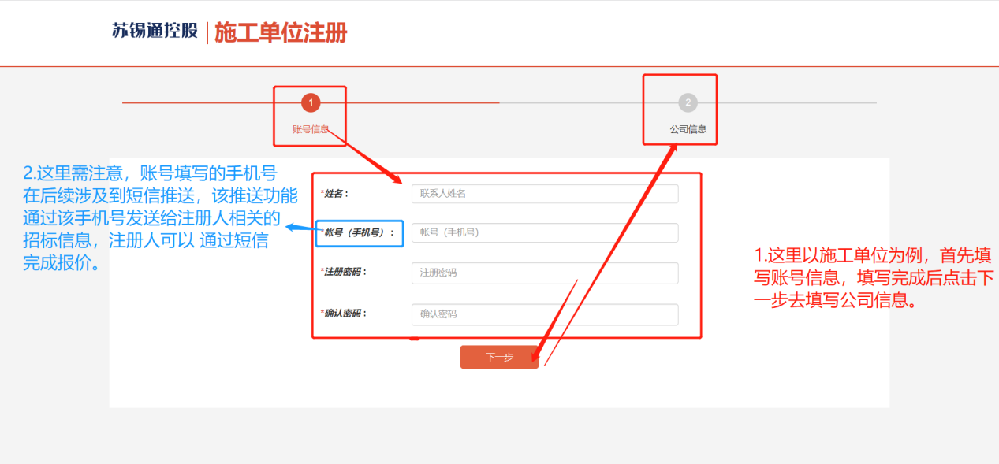 苏锡通控股 | 施工单位注册
1
2
账号信息
公司信息
2.这里需注意，账号填写的手机号
在后续涉及到短信推送，该推送功能
通过该手机号发送给注册人相关的
招标信息，注册人可以 通过短信
完成报价。
*姓名： 联系人姓名
*帐号（手机号）： 帐号（手机号）
*注册密码： 注册密码
*确认密码： 确认密码
下一步
1.这里以施工单位为例，首先填
写账号信息，填写完成后点击下
一步去填写公司信息。